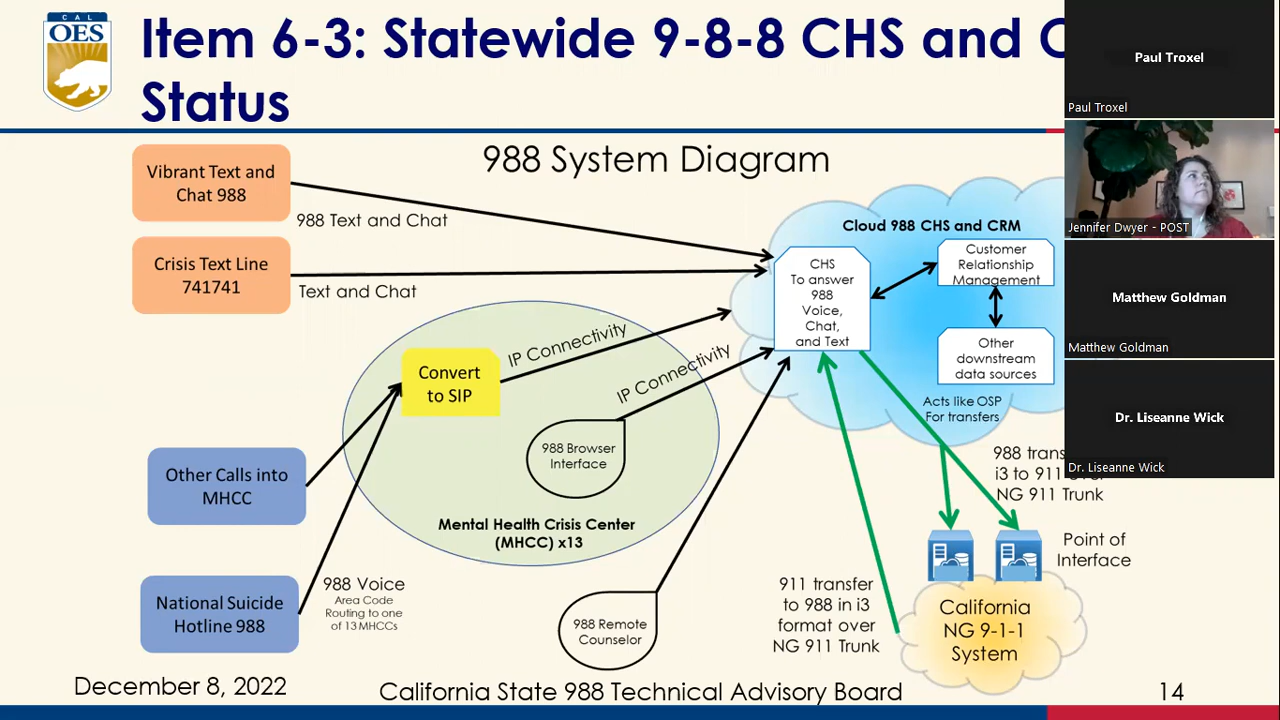 CAL
OES
Item 6-3: Statewide 9-8-8 CHS and
Status
Paul Troxel
Paul Troxel
Jennifer Dwyer - POST
Matthew Goldman
Matthew Goldman
Dr. Liseanne Wick
Dr. Liseanne Wick
988 System Diagram
Vibrant Text and
Chat 988
988 Text and Chat
Crisis Text Line
741741
Text and Chat
Cloud 988 CHS and CRM
CHS
To answer
988
Voice,
Chat,
and Text
Customer
Relationship
Management
Other
downstream
data sources
Acts like OSP
For transfers
IP Connectivity
IP Connectivity
Convert
to SIP
988 Browser
Interface
Mental Health Crisis Center
(MHCC) x13
Other Calls into
MHCC
National Suicide
Hotline 988
988 Voice
Area Code
Routing to one
of 13 MHCCs
988 Remote
Counselor
911 transfer
to 988 in i3
format over
NG 911 Trunk
988
i3 to 911 over
NG 911 Trunk
Point of
Interface
California
NG 9-1-1
System
December 8, 2022
California State 988 Technical Advisory Board
14